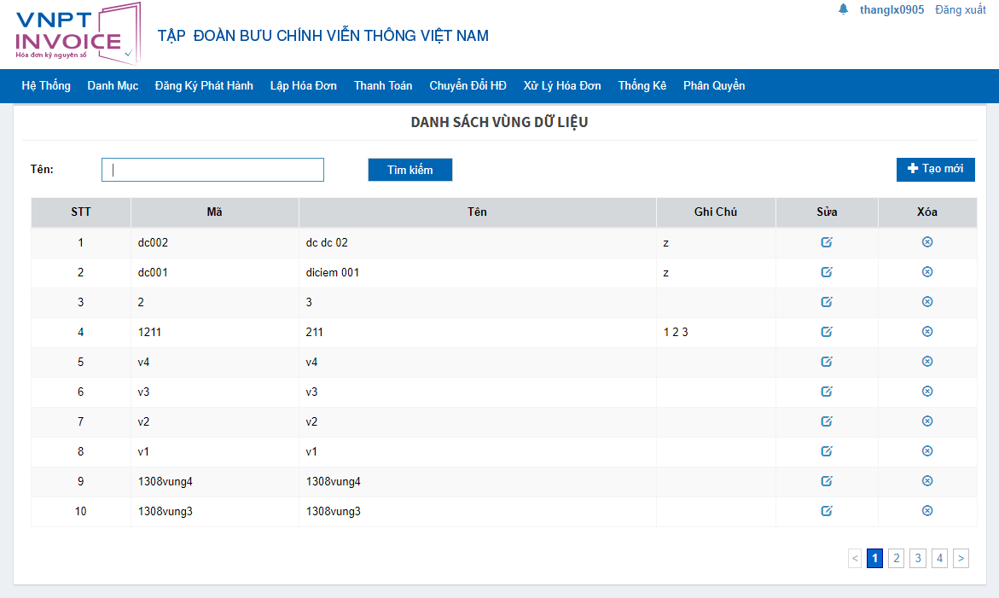 VNPT
INVOICE
Hóa đơn kỷ nguyên số
TẬP ĐOÀN BƯU CHÍNH VIỄN THÔNG VIỆT NAM
thanglx0905 Đăng xuất
Hệ Thống Danh Mục Đăng Ký Phát Hành Lập Hóa Đơn Thanh Toán Chuyển Đổi HĐ Xử Lý Hóa Đơn Thống Kê Phân Quyền
DANH SÁCH VÙNG DỮ LIỆU
Tên: Tìm kiếm Tạo mới
STT Mã Tên Ghi Chú Sửa Xóa
1 dc002 dc dc 02 z
2 dc001 diciem 001 z
3 2 3
4 1211 211 1 2 3
5 v4 v4
6 v3 v3
7 v2 v2
8 v1 v1
9 1308vung4 1308vung4
10 1308vung3 1308vung3
< 1 2 3 4 >